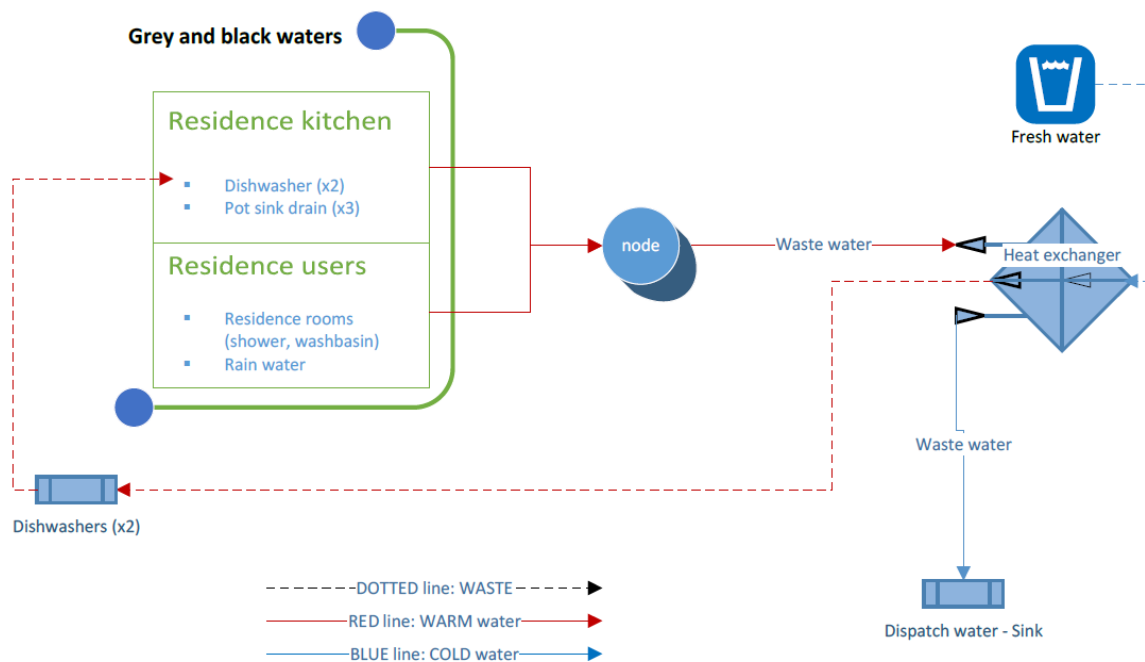 Grey and black waters
Residence kitchen
▪ Dishwasher (x2)
▪ Pot sink drain (x3)
Residence users
▪ Residence rooms
(shower, washbasin)
▪ Rain water
node
Waste water
Fresh water
Heat exchanger
Waste water
Dishwashers (x2)
Dispatch water - Sink
DOTTED line: WASTE
RED line: WARM water
BLUE line: COLD water